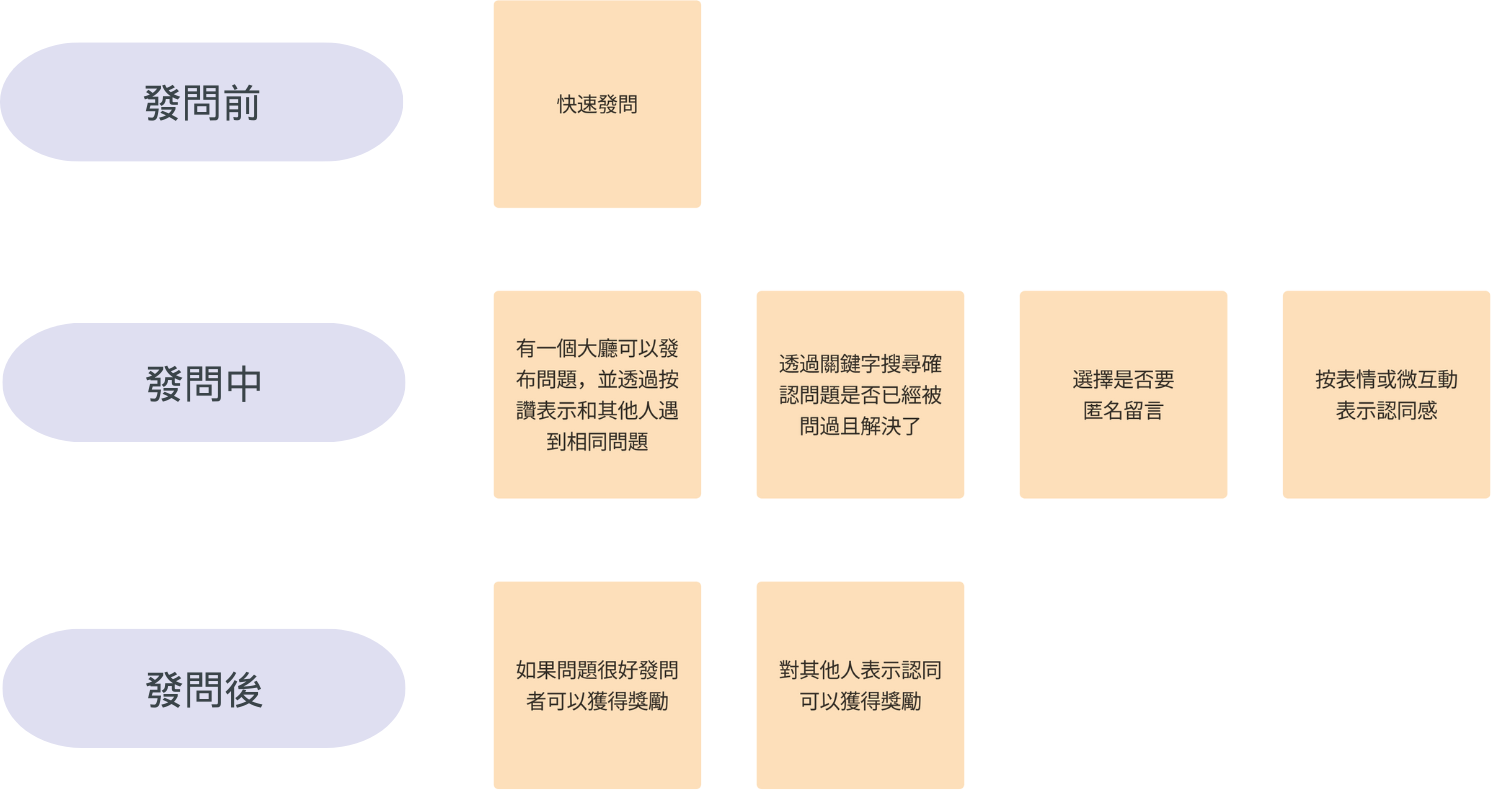 發問前
快速發問
發問中
有一個大廳可以發
布問題，並透過按
讚表示和其他人遇
到相同問題
透過關鍵字搜尋確
認問題是否已經被
問過且解決了
選擇是否要
匿名留言
按表情或微互動
表示認同感
發問後
如果問題很好發問
者可以獲得獎勵
對其他人表示認同
可以獲得獎勵